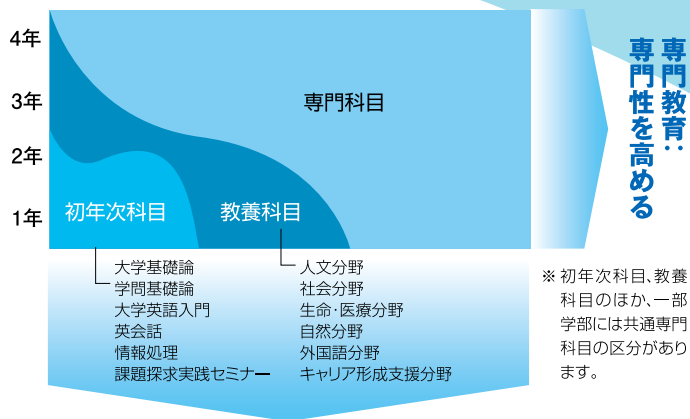 4年
3年
2年
1年
専門科目
初年次科目
教養科目
専門教育:
専門性を高める
大学基礎論
学問基礎論
大学英語入門
英会話
情報処理
課題探求実践セミナー
人文分野
社会分野
生命・医療分野
自然分野
外国語分野
キャリア形成支援分野
※初年次科目、教養
科目のほか、一部
学部には共通専門
科目の区分があり
ます。